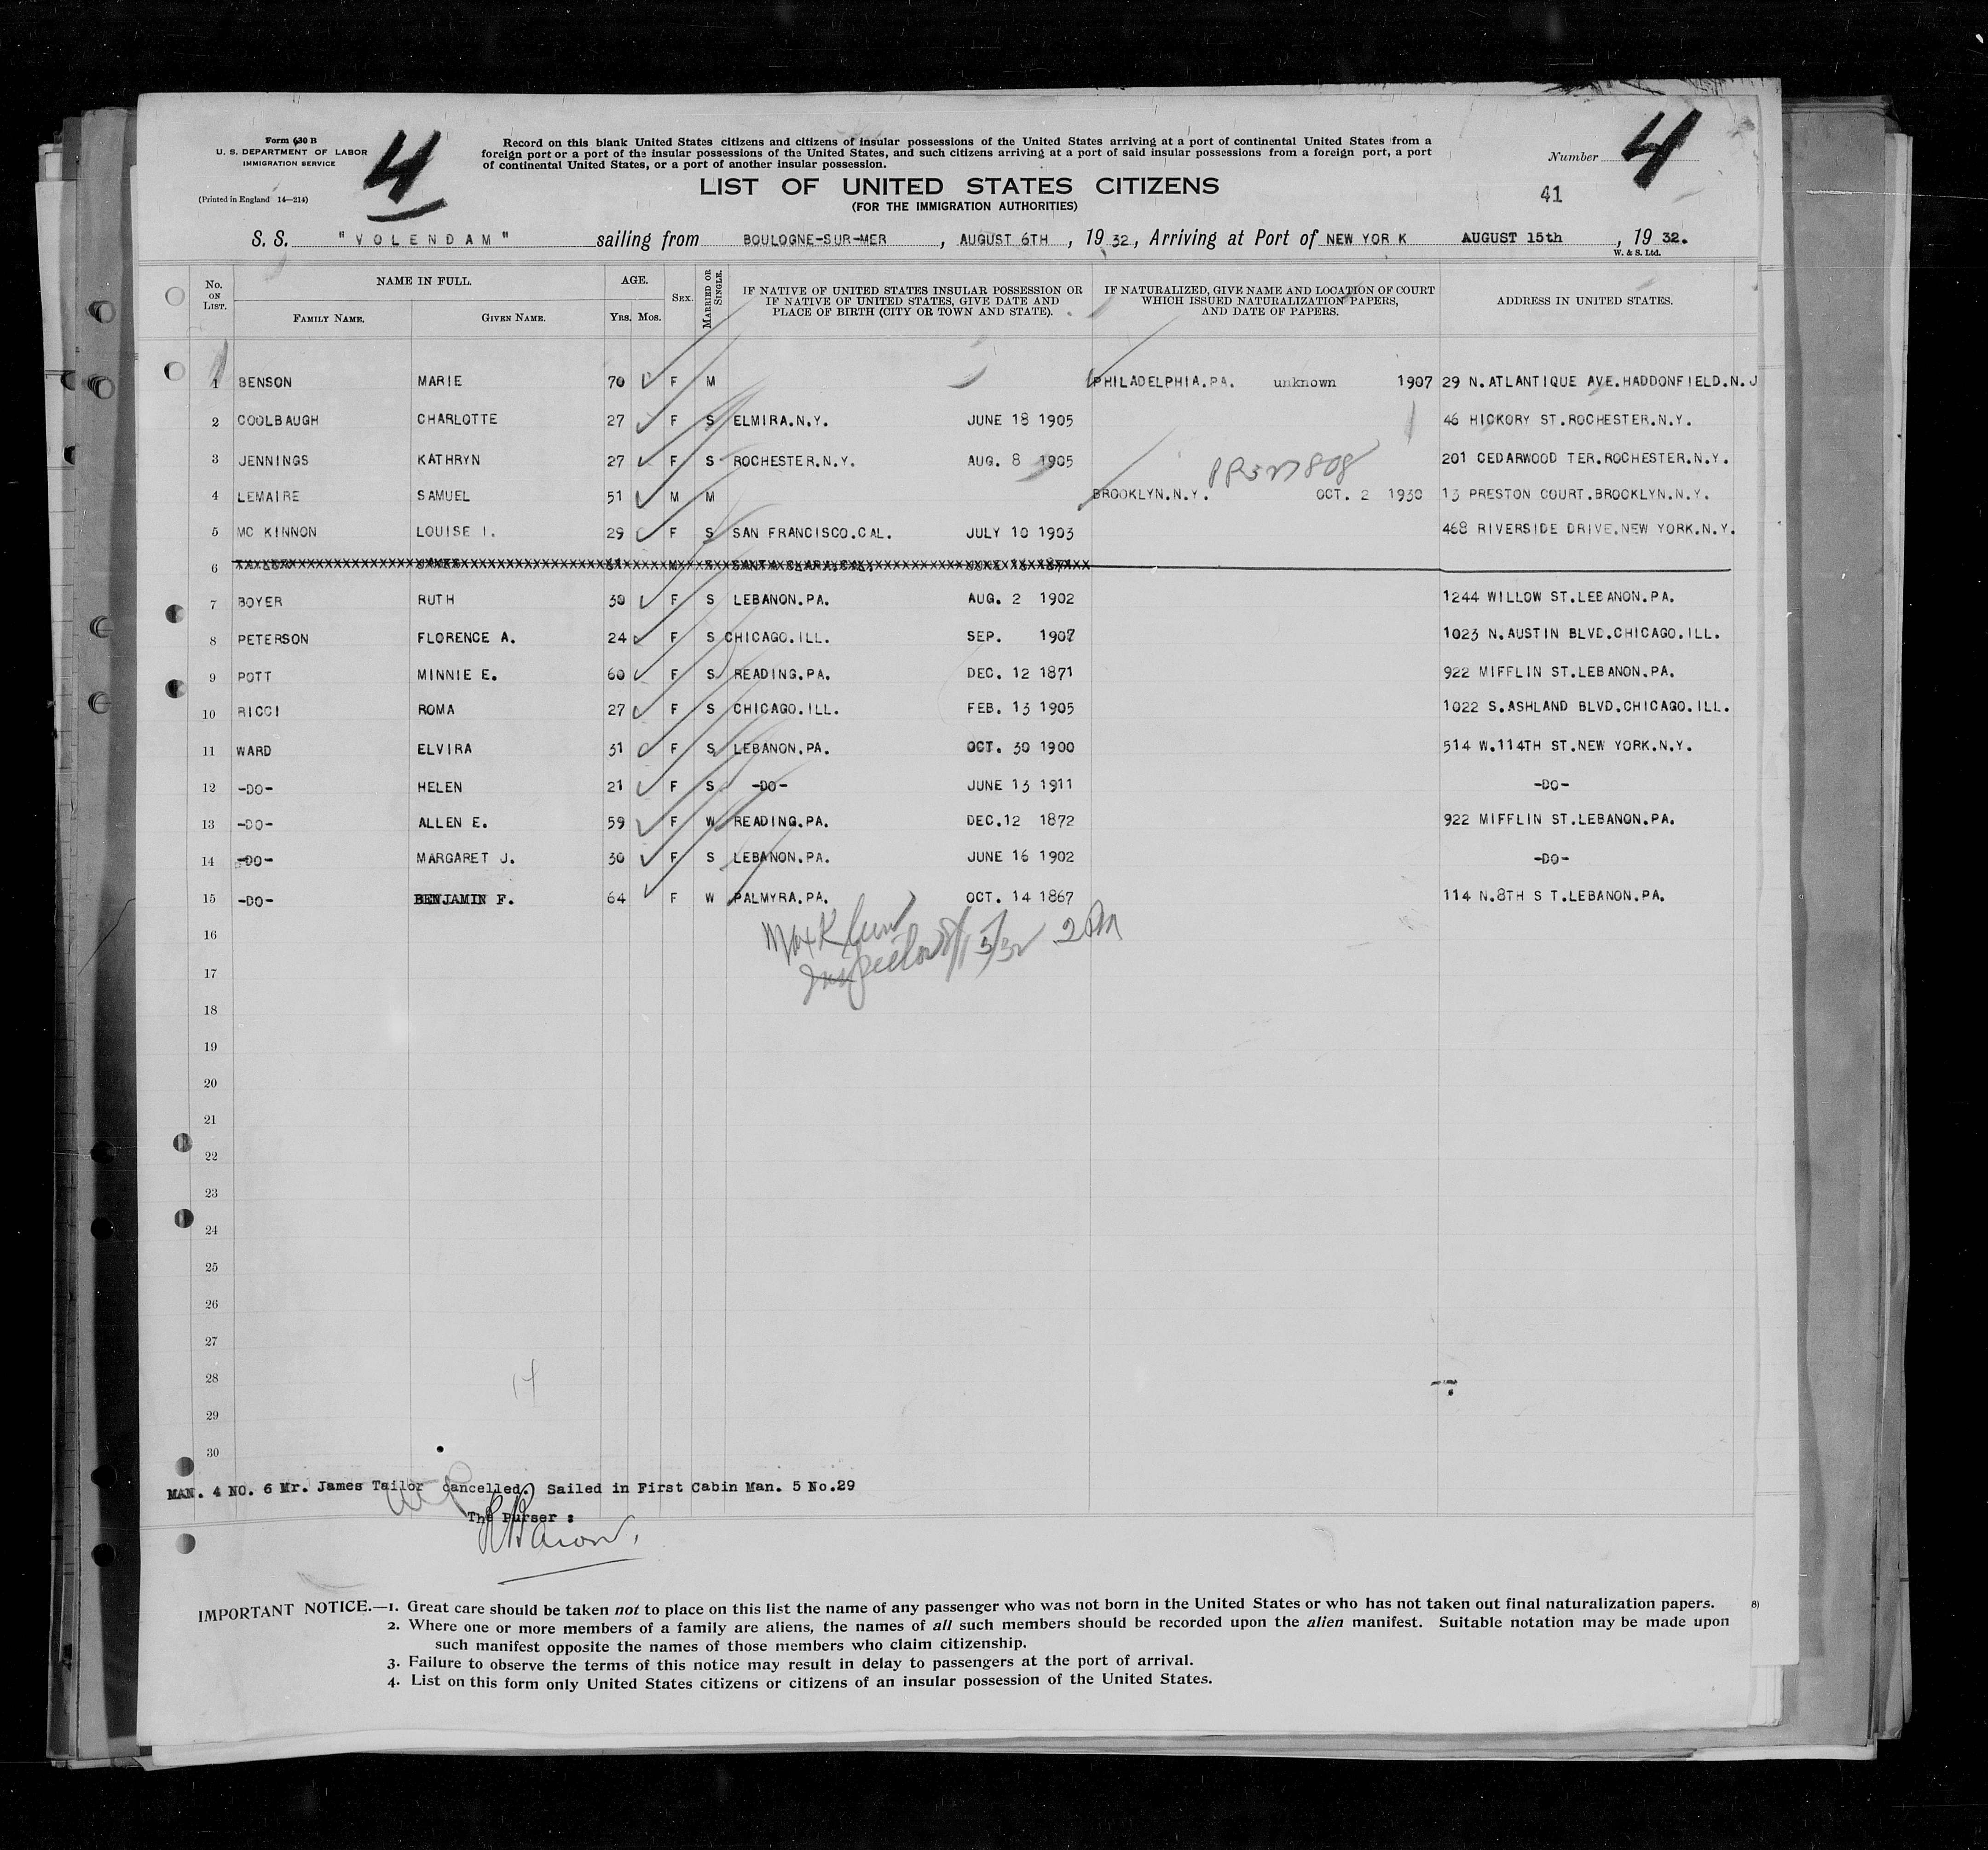 Form 630 B
U. S. DEPARTMENT OF LABOR
IMMIGRATION SERVICE
(Printed in England 14—214)
4
Record on this blank United States citizens and citizens of insular possessions of the United States arriving at a port of continental United States from a
foreign port or a port of the insular possessions of the United States, and such citizens arriving at a port of said insular possessions from a foreign port, a port
of continental United States, or a port of another insular possession.
Number 4
41
LIST OF UNITED STATES CITIZENS
(FOR THE IMMIGRATION AUTHORITIES)
S. S. "VOLENDAM" sailing from BOULOGNE-SUR-MER, AUGUST 6TH, 19 32, Arriving at Port of NEW YOR K AUGUST 15th, 19 32.
W. & S. Ltd.
No. ON LIST. NAME IN FULL. AGE. SEX. MARRIED OR SINGLE. IF NATIVE OF UNITED STATES INSULAR POSSESSION OR IF NATIVE OF UNITED STATES, GIVE DATE AND PLACE OF BIRTH (CITY OR TOWN AND STATE). IF NATURALIZED, GIVE NAME AND LOCATION OF COURT WHICH ISSUED NATURALIZATION PAPERS, AND DATE OF PAPERS. ADDRESS IN UNITED STATES.
FAMILY NAME. GIVEN NAME. YRS. MOS.
1 BENSON MARIE 70 F M PHILADELPHIA.PA. unknown 1907 29 N.ATLANTIQUE AVE.HADDONFIELD.N.J
2 COOLBAUGH CHARLOTTE 27 F S ELMIRA.N.Y. JUNE 18 1905 46 HICKORY ST.ROCHESTER.N.Y.
3 JENNINGS KATHRYN 27 F S ROCHESTER.N.Y. AUG. 8 1905 201 CEDARWOOD TER.ROCHESTER.N.Y.
4 LEMAIRE SAMUEL 51 M M BROOKLYN.N.Y. OCT. 2 1930 13 PRESTON COURT.BROOKLYN.N.Y.
5 MC KINNON LOUISE I. 29 F S SAN FRANCISCO.CAL. JULY 10 1903 468 RIVERSIDE DRIVE.NEW YORK.N.Y.
6
7 BOYER RUTH 30 F S LEBANON.PA. AUG. 2 1902 1244 WILLOW ST.LEBANON.PA.
8 PETERSON FLORENCE A. 24 F S CHICAGO.ILL. SEP. 1907 1023 N.AUSTIN BLVD.CHICAGO.ILL.
9 POTT MINNIE E. 60 F S READING.PA. DEC. 12 1871 922 MIFFLIN ST.LEBANON.PA.
10 RICCI ROMA 27 F S CHICAGO.ILL. FEB. 13 1905 1022 S.ASHLAND BLVD.CHICAGO.ILL.
11 WARD ELVIRA 31 F S LEBANON.PA. OCT. 30 1900 514 W.114TH ST.NEW YORK.N.Y.
12 -DO- HELEN 21 F S -DO- JUNE 13 1911 -DO-
13 -DO- ALLEN E. 59 F W READING.PA. DEC.12 1872 922 MIFFLIN ST.LEBANON.PA.
14 -DO- MARGARET J. 30 F S LEBANON.PA. JUNE 16 1902 -DO-
15 -DO- BENJAMIN F. 64 F W PALMYRA.PA. OCT. 14 1867 114 N.8TH S T.LEBANON.PA.
16
Inspector 8/15/32 2 PM
17
18
19
20
21
22
23
24
25
26
27
28
14
29
30
MAN. 4 NO. 6 Mr. James Tailor cancelled. Sailed in First Cabin Man. 5 No.29
The Purser :
IMPORTANT NOTICE.—1. Great care should be taken not to place on this list the name of any passenger who was not born in the United States or who has not taken out final naturalization papers.
2. Where one or more members of a family are aliens, the names of all such members should be recorded upon the alien manifest. Suitable notation may be made upon
such manifest opposite the names of those members who claim citizenship.
3. Failure to observe the terms of this notice may result in delay to passengers at the port of arrival.
4. List on this form only United States citizens or citizens of an insular possession of the United States.